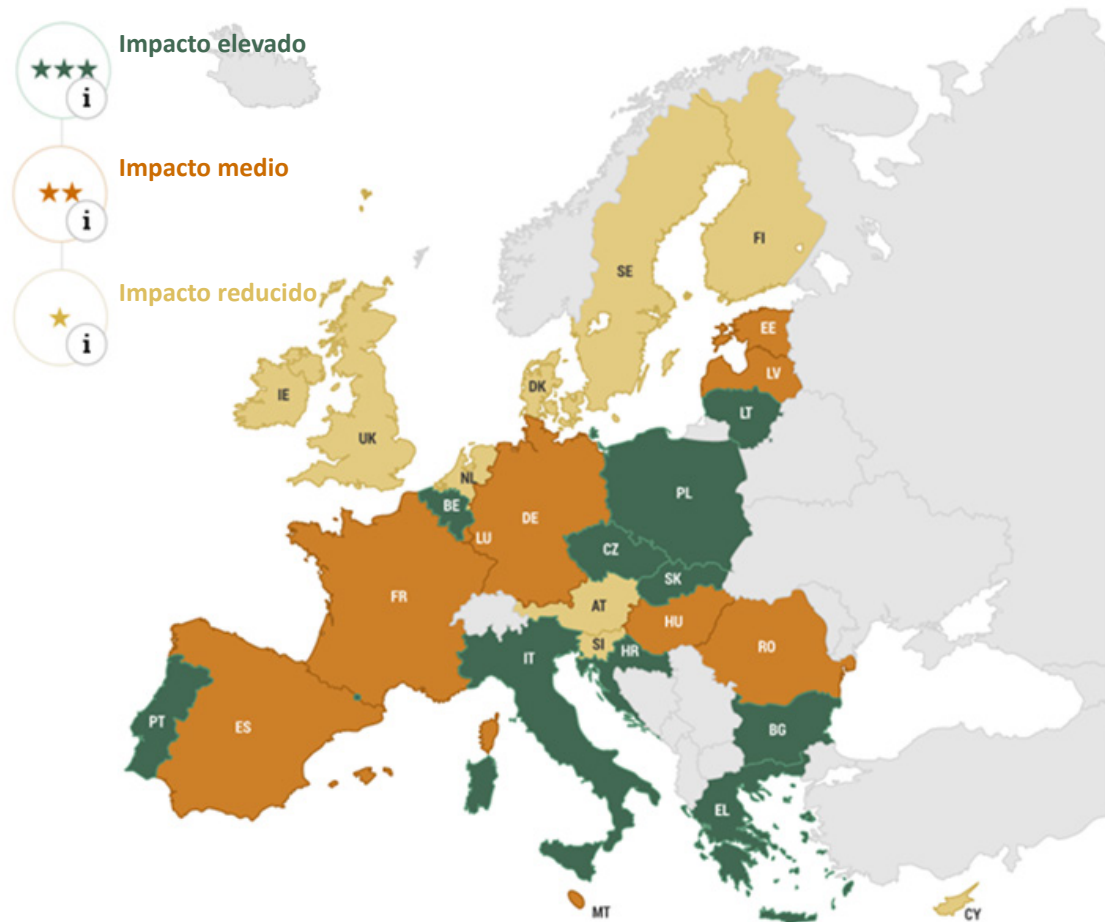 Impacto elevado
i
Impacto medio
i
Impacto reducido
i
FI
SE
EE
LV
LT
DK
IE
UK
NL
BE
PL
DE
LU
CZ
SK
FR
AT
HU
SI
HR
RO
IT
PT
ES
BG
EL
MT
CY